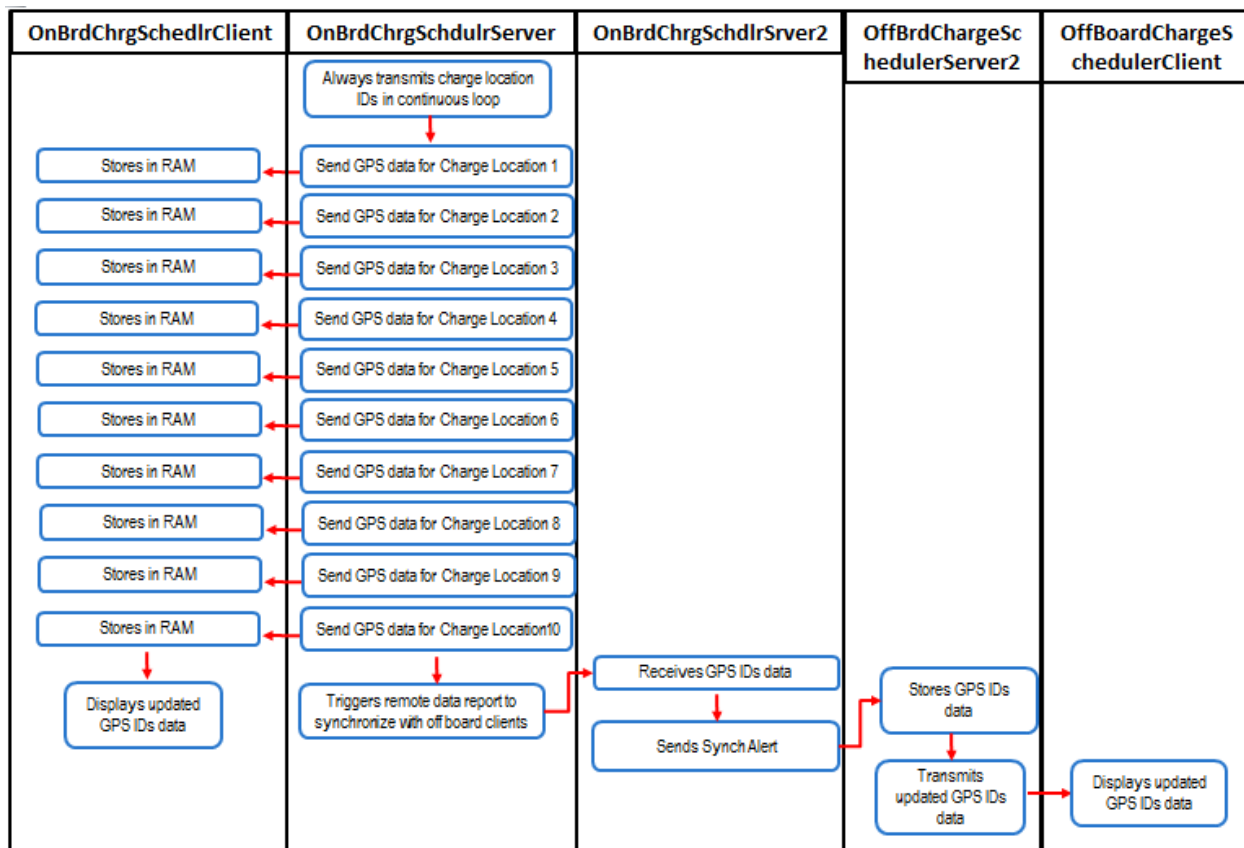 OnBrdChrgSchedlrClient
OnBrdChrgSchdulrServer
OnBrdChrgSchdlrSrver2
OffBrdChargeSc
hedulerServer2
OffBoardChargeS
chedulerClient
Always transmits charge location
IDs in continuous loop
Stores in RAM
Send GPS data for Charge Location 1
Stores in RAM
Send GPS data for Charge Location 2
Stores in RAM
Send GPS data for Charge Location 3
Stores in RAM
Send GPS data for Charge Location 4
Stores in RAM
Send GPS data for Charge Location 5
Stores in RAM
Send GPS data for Charge Location 6
Stores in RAM
Send GPS data for Charge Location 7
Stores in RAM
Send GPS data for Charge Location 8
Stores in RAM
Send GPS data for Charge Location 9
Stores in RAM
Send GPS data for Charge Location10
Displays updated
GPS IDs data
Triggers remote data report to
synchronize with off board clients
Receives GPS IDs data
Sends Synch Alert
Stores GPS IDs
data
Transmits
updated GPS IDs
data
Displays updated
GPS IDs data